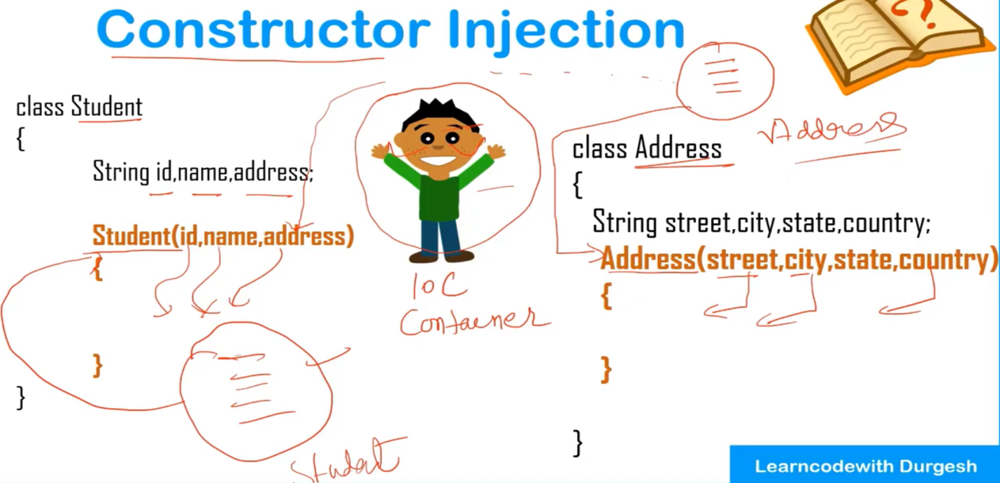 Constructor Injection
?
class Student
{
String id,name,address;
Student(id,name,address)
{
}
}
IOC
Container
Student
Address
class Address
{
String street,city,state,country;
Address(street,city,state,country)
{
}
}
Learncodewith Durgesh